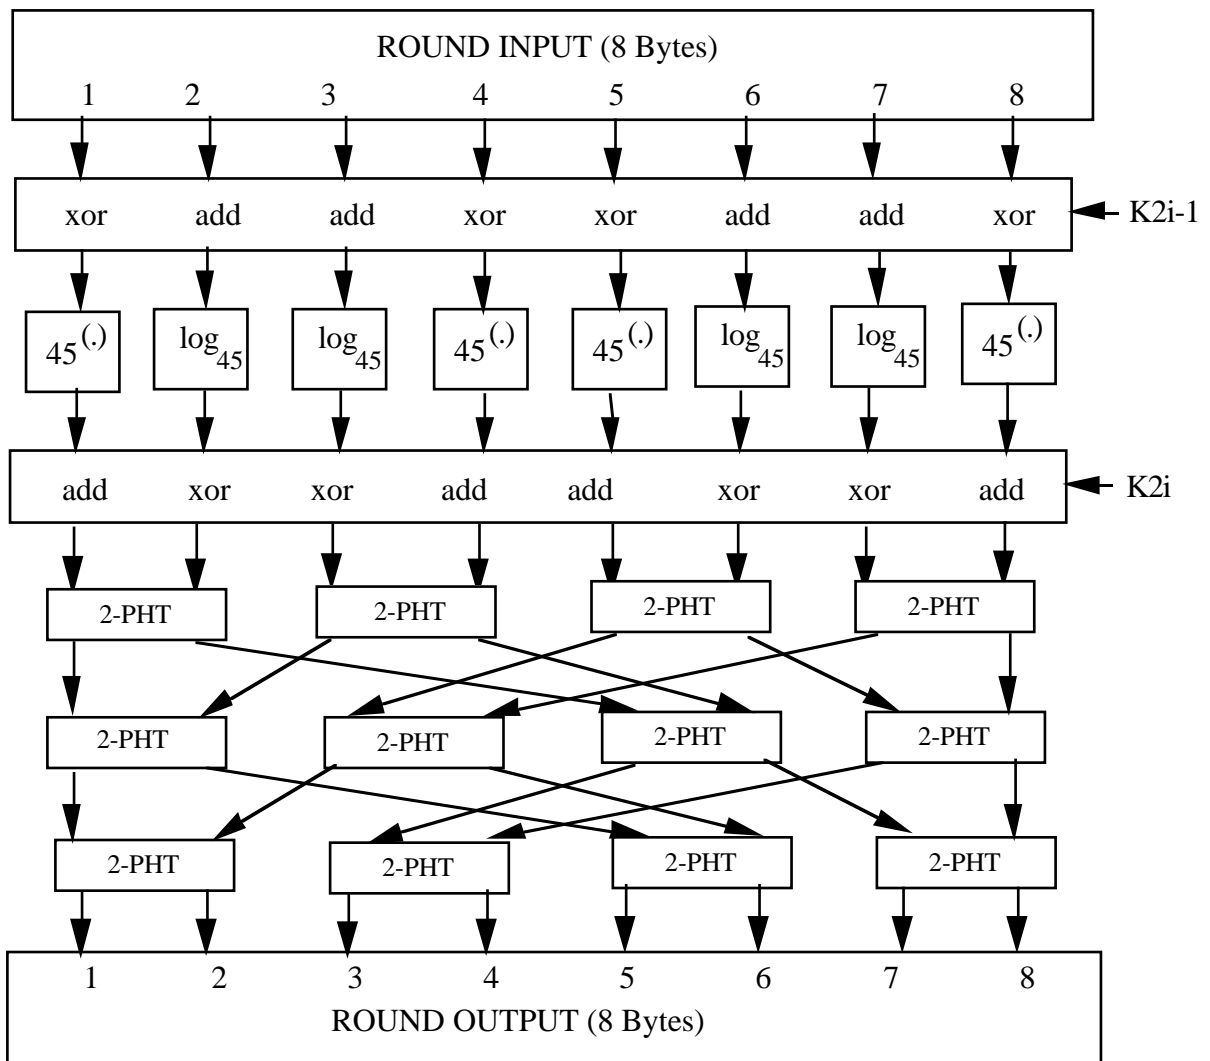 ROUND INPUT (8 Bytes)
1 2 3 4 5 6 7 8
xor add add xor xor add add xor K2i-1
45(.) log45 log45 45(.) 45(.) log45 log45 45(.)
add xor xor add add xor xor add K2i
2-PHT 2-PHT 2-PHT 2-PHT
2-PHT 2-PHT 2-PHT 2-PHT
2-PHT 2-PHT 2-PHT 2-PHT
1 2 3 4 5 6 7 8
ROUND OUTPUT (8 Bytes)